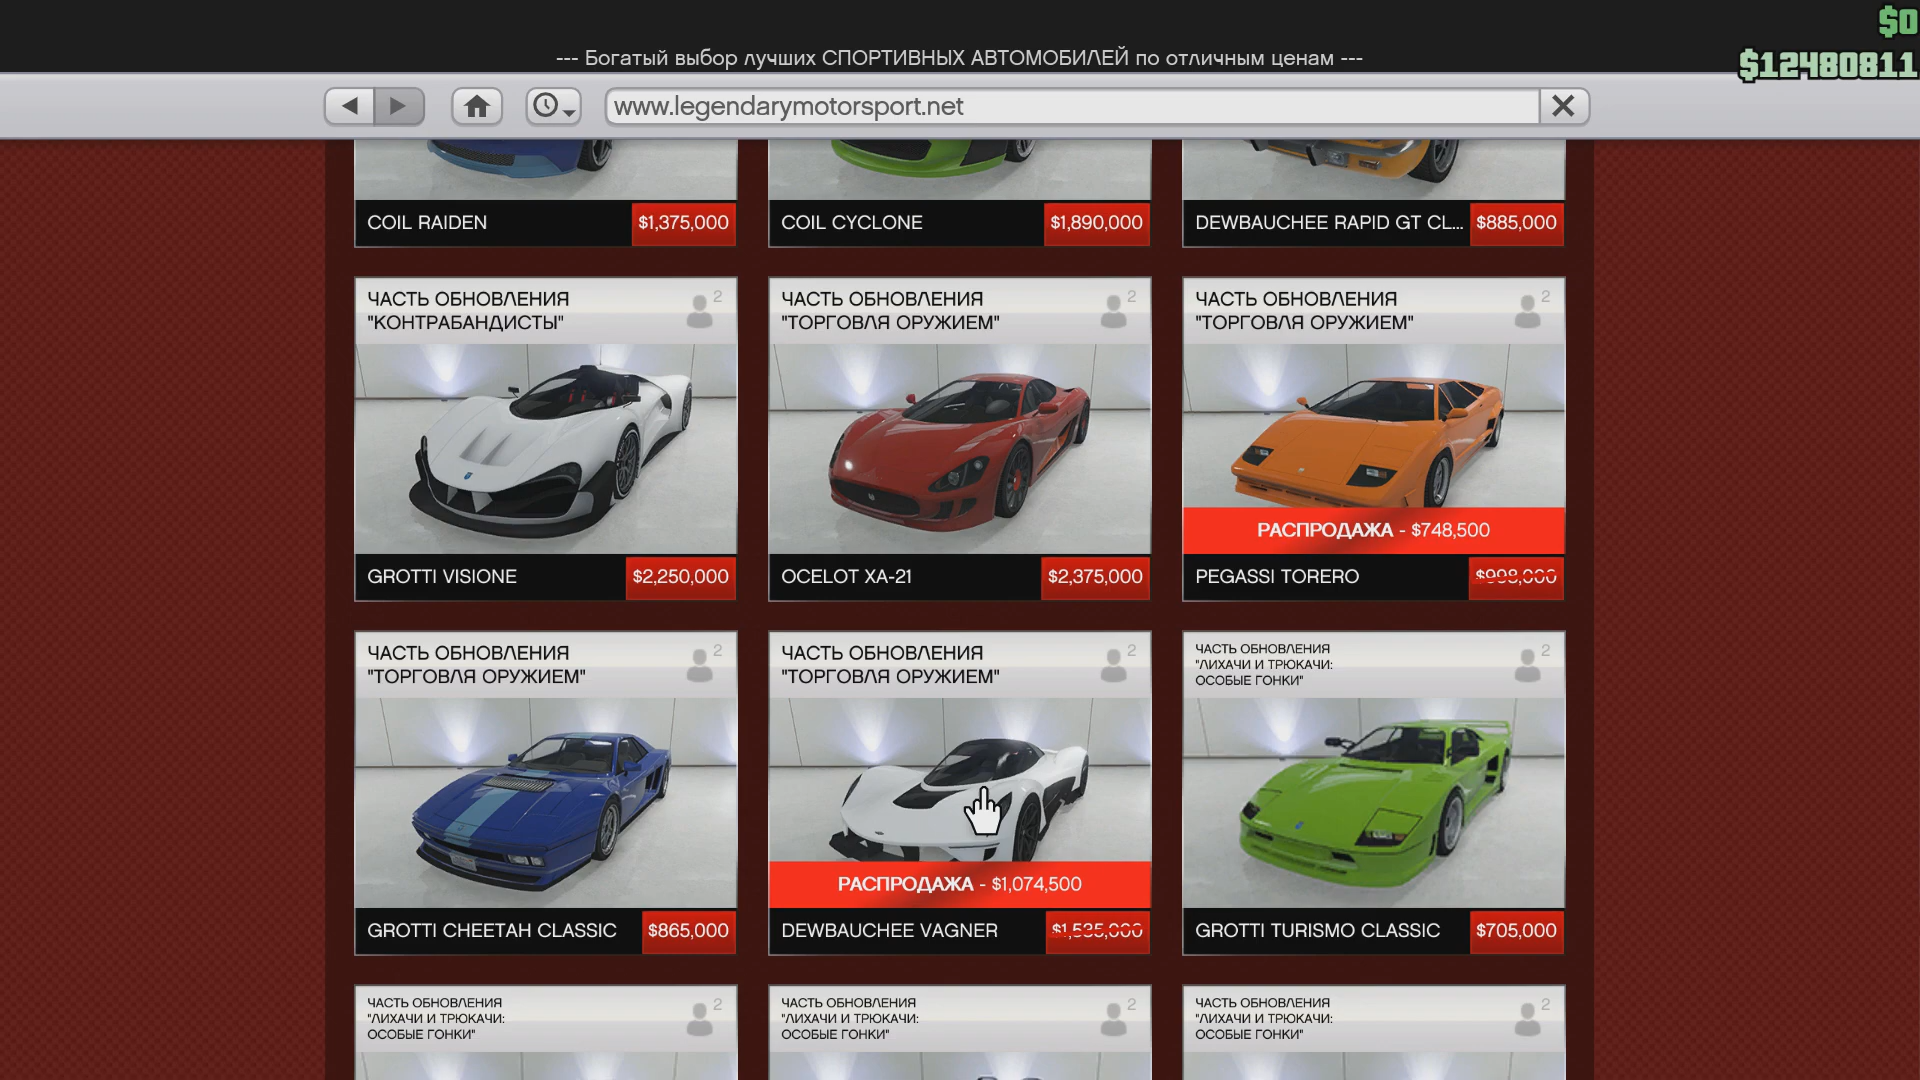 $0
--- Богатый выбор лучших СПОРТИВНЫХ АВТОМОБИЛЕЙ по отличным ценам ---
$12480811
www.legendarymotorsport.net
COIL RAIDEN $1,375,000
COIL CYCLONE $1,890,000
DEWBAUCHEE RAPID GT CL... $885,000
ЧАСТЬ ОБНОВЛЕНИЯ 2
"КОНТРАБАНДИСТЫ"
GROTTI VISIONE $2,250,000
ЧАСТЬ ОБНОВЛЕНИЯ 2
"ТОРГОВЛЯ ОРУЖИЕМ"
OCELOT XA-21 $2,375,000
ЧАСТЬ ОБНОВЛЕНИЯ 2
"ТОРГОВЛЯ ОРУЖИЕМ"
РАСПРОДАЖА - $748,500
PEGASSI TORERO $998,000
ЧАСТЬ ОБНОВЛЕНИЯ 2
"ТОРГОВЛЯ ОРУЖИЕМ"
GROTTI CHEETAH CLASSIC $865,000
ЧАСТЬ ОБНОВЛЕНИЯ 2
"ТОРГОВЛЯ ОРУЖИЕМ"
РАСПРОДАЖА - $1,074,500
DEWBAUCHEE VAGNER $1,535,000
ЧАСТЬ ОБНОВЛЕНИЯ 2
"ЛИХАЧИ И ТРЮКАЧИ:
ОСОБЫЕ ГОНКИ"
GROTTI TURISMO CLASSIC $705,000
ЧАСТЬ ОБНОВЛЕНИЯ 2
"ЛИХАЧИ И ТРЮКАЧИ:
ОСОБЫЕ ГОНКИ"
ЧАСТЬ ОБНОВЛЕНИЯ 2
"ЛИХАЧИ И ТРЮКАЧИ:
ОСОБЫЕ ГОНКИ"
ЧАСТЬ ОБНОВЛЕНИЯ 2
"ЛИХАЧИ И ТРЮКАЧИ:
ОСОБЫЕ ГОНКИ"